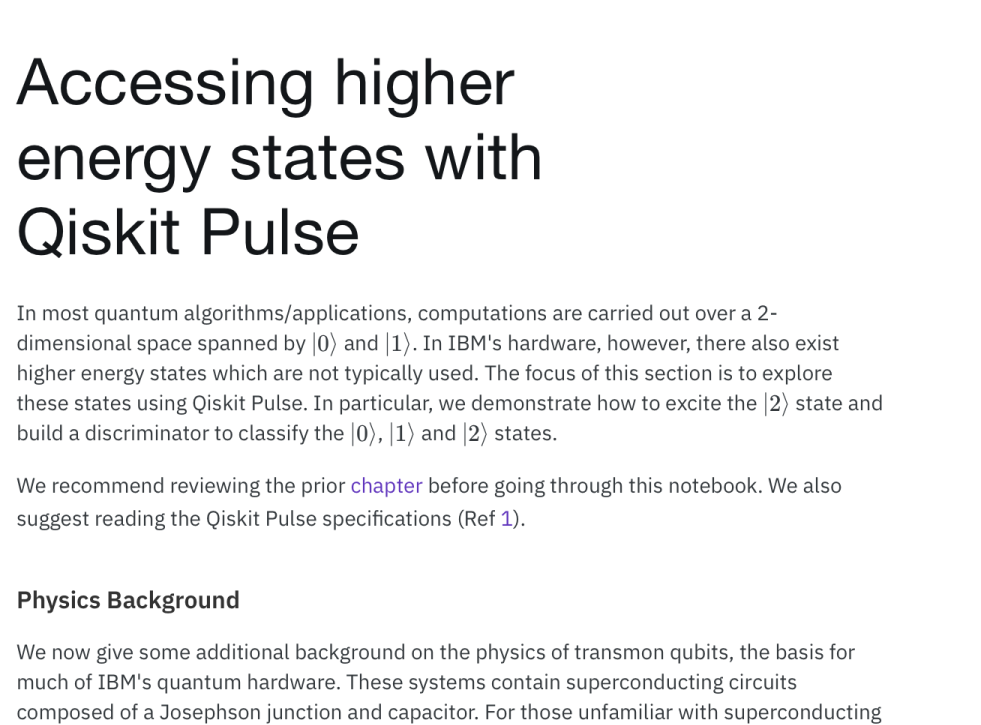 Accessing higher
energy states with
Qiskit Pulse
In most quantum algorithms/applications, computations are carried out over a 2-
dimensional space spanned by |0⟩ and |1⟩. In IBM's hardware, however, there also exist
higher energy states which are not typically used. The focus of this section is to explore
these states using Qiskit Pulse. In particular, we demonstrate how to excite the |2⟩ state and
build a discriminator to classify the |0⟩, |1⟩ and |2⟩ states.
We recommend reviewing the prior chapter before going through this notebook. We also
suggest reading the Qiskit Pulse specifications (Ref 1).
Physics Background
We now give some additional background on the physics of transmon qubits, the basis for
much of IBM's quantum hardware. These systems contain superconducting circuits
composed of a Josephson junction and capacitor. For those unfamiliar with superconducting